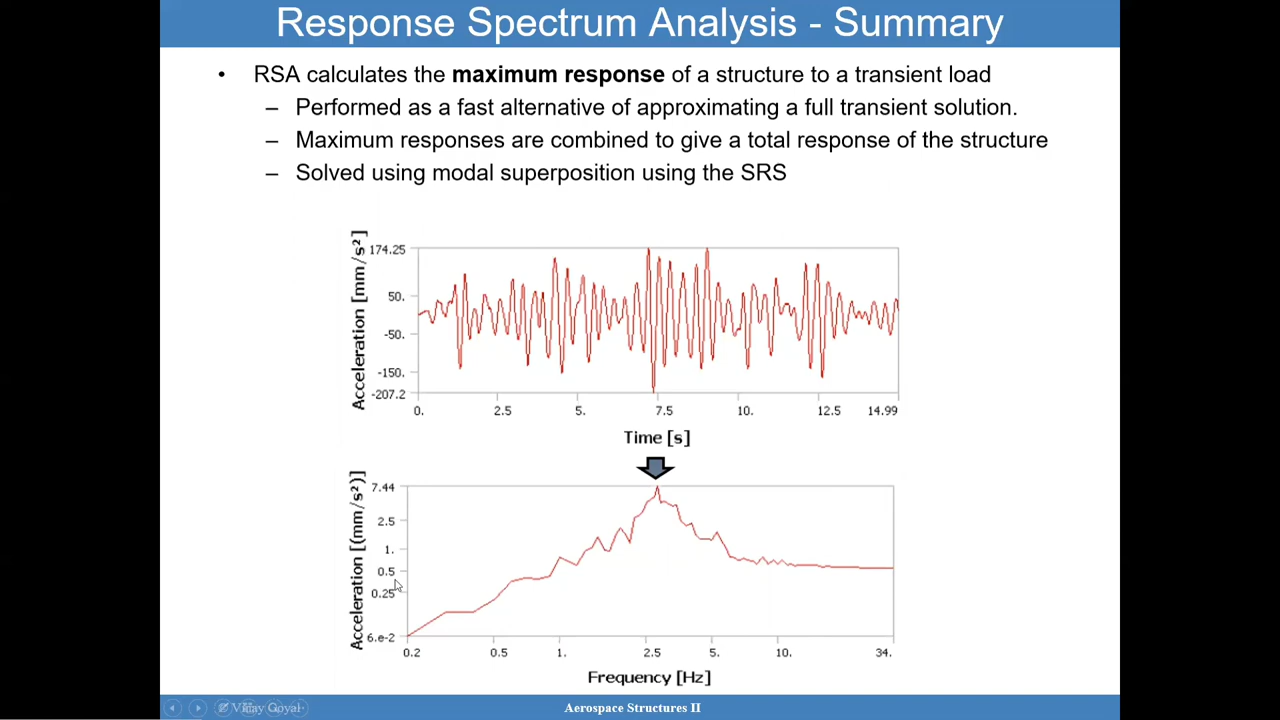 Response Spectrum Analysis - Summary
• RSA calculates the maximum response of a structure to a transient load
– Performed as a fast alternative of approximating a full transient solution.
– Maximum responses are combined to give a total response of the structure
– Solved using modal superposition using the SRS
Acceleration [mm/s²]
174.25
50.
-50.
-150.
-207.2
0. 2.5 5. 7.5 10. 12.5 14.99
Time [s]
Acceleration [(mm/s²)]
7.44
2.5
1.
0.5
0.25
6.e-2
0.2 0.5 1. 2.5 5. 10. 34.
Frequency [Hz]
Vijay Goyal
Aerospace Structures II